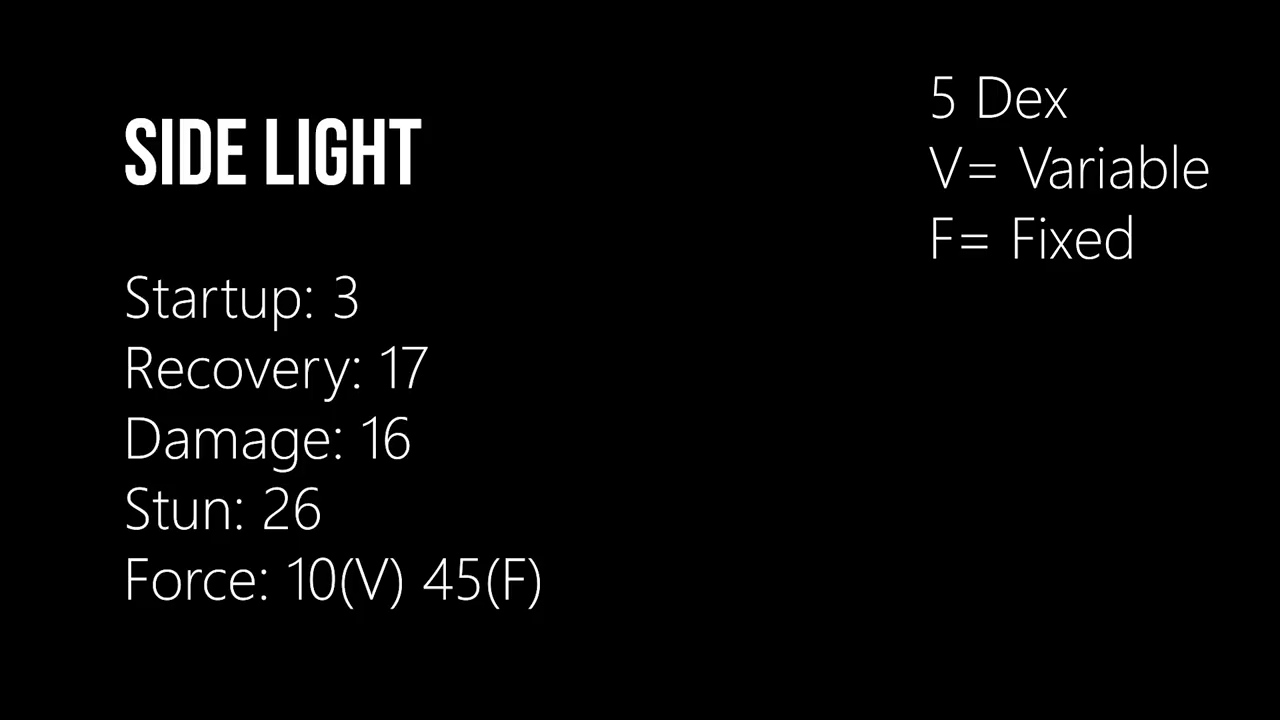 SIDE LIGHT
Startup: 3
Recovery: 17
Damage: 16
Stun: 26
Force: 10(V) 45(F)
5 Dex
V= Variable
F= Fixed